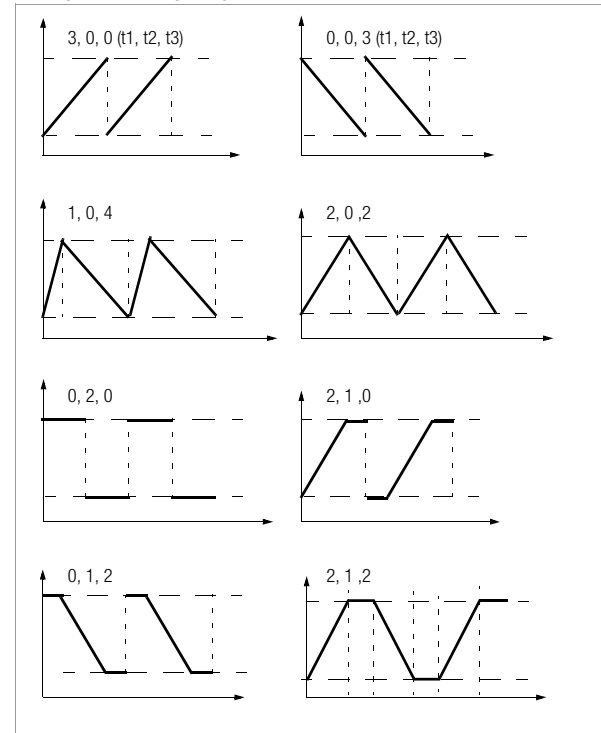 3, 0, 0 (t1, t2, t3)
0, 0, 3 (t1, t2, t3)
1, 0, 4
2, 0 ,2
0, 2, 0
2, 1 ,0
0, 1, 2
2, 1 ,2